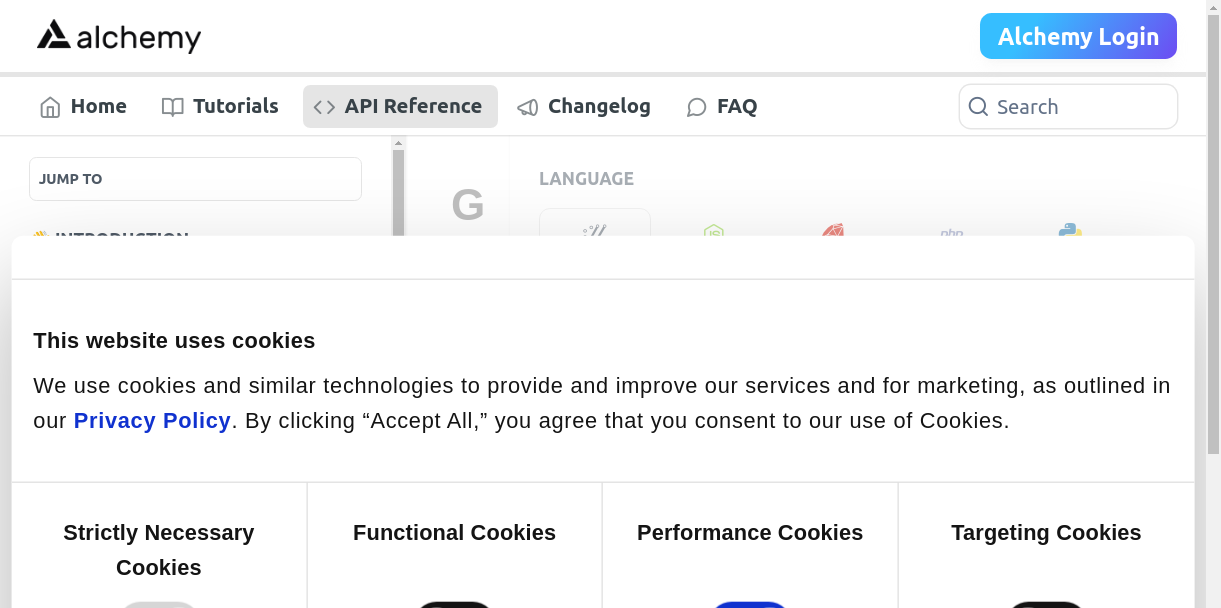 alchemy
Alchemy Login
Home
Tutorials
API Reference
Changelog
FAQ
Search
JUMP TO
LANGUAGE
G
INTRODUCTION
JS
php
This website uses cookies
We use cookies and similar technologies to provide and improve our services and for marketing, as outlined in
our Privacy Policy. By clicking “Accept All,” you agree that you consent to our use of Cookies.
Strictly Necessary
Cookies
Functional Cookies
Performance Cookies
Targeting Cookies